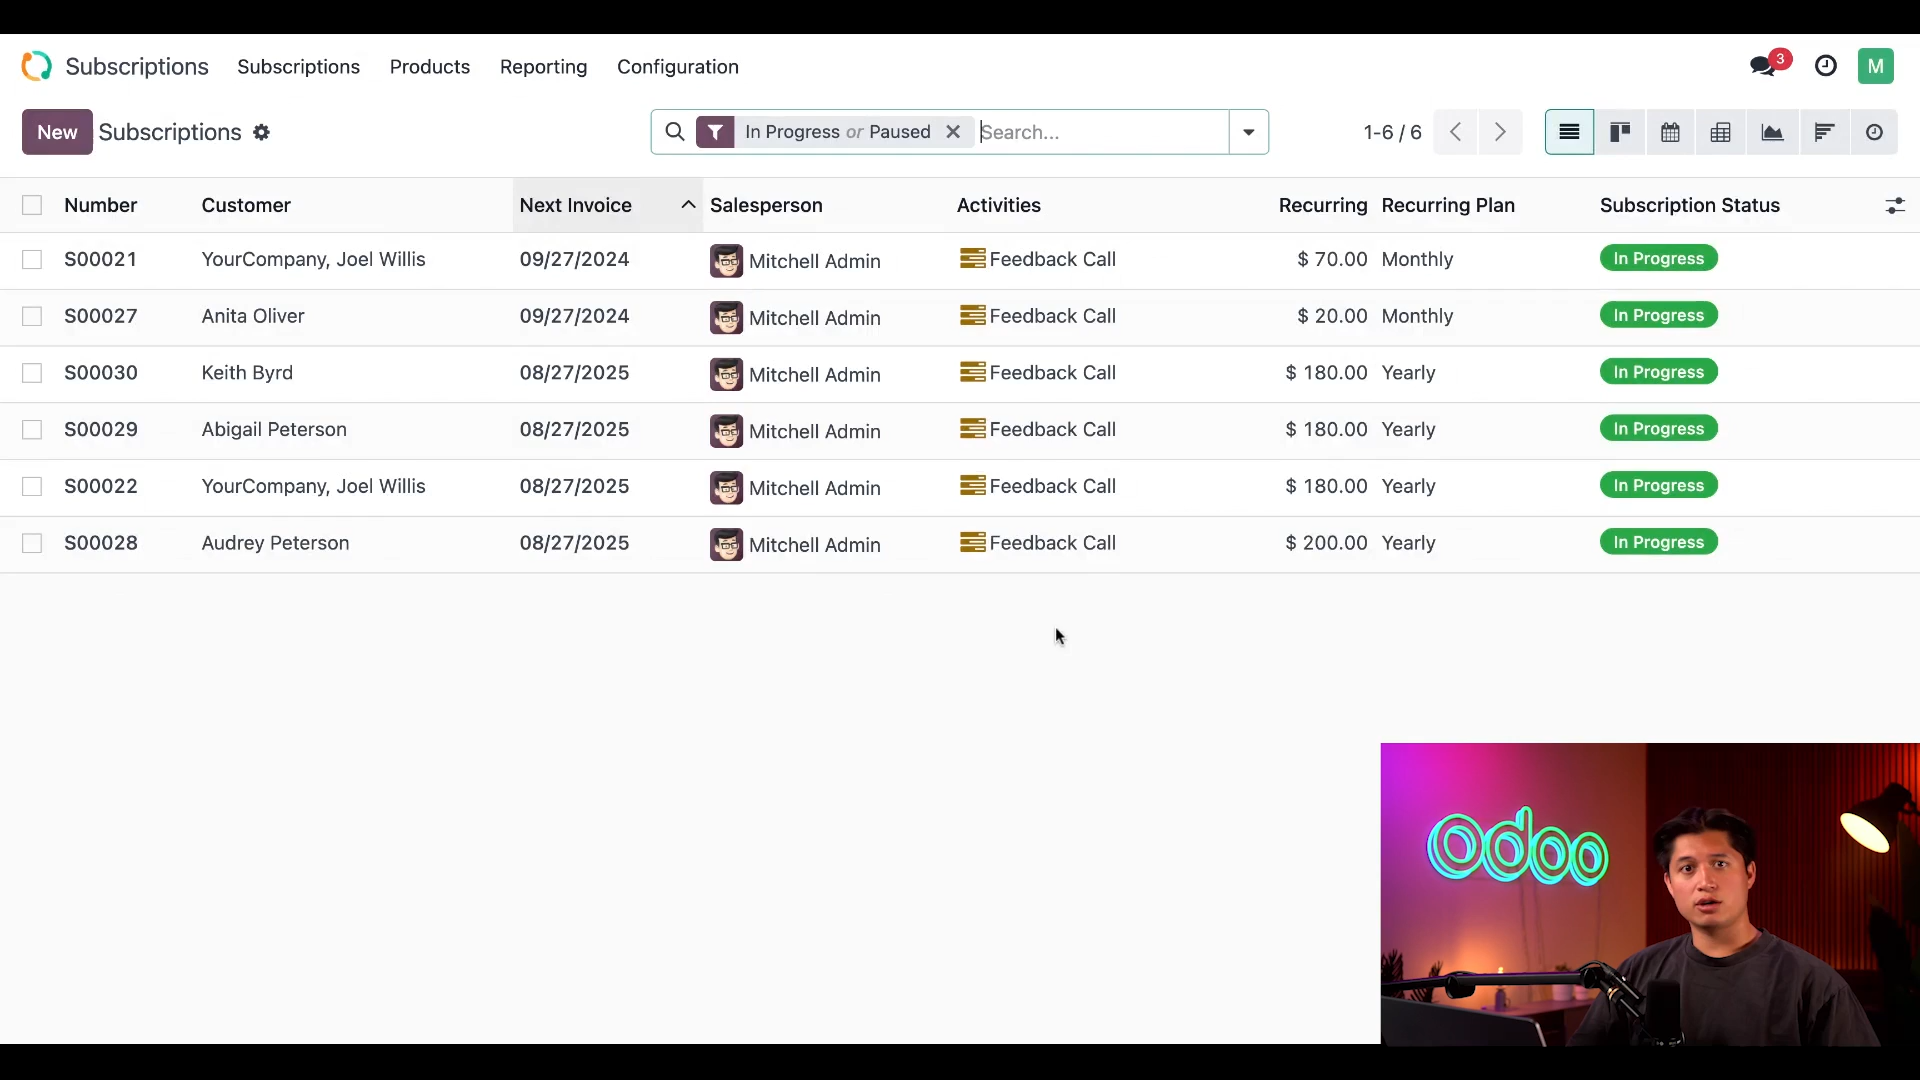 Subscriptions Subscriptions Products Reporting Configuration 3 M
New Subscriptions In Progress or Paused Search... 1-6 / 6
Number Customer Next Invoice Salesperson Activities Recurring Recurring Plan Subscription Status
S00021 YourCompany, Joel Willis 09/27/2024 Mitchell Admin Feedback Call $ 70.00 Monthly In Progress
S00027 Anita Oliver 09/27/2024 Mitchell Admin Feedback Call $ 20.00 Monthly In Progress
S00030 Keith Byrd 08/27/2025 Mitchell Admin Feedback Call $ 180.00 Yearly In Progress
S00029 Abigail Peterson 08/27/2025 Mitchell Admin Feedback Call $ 180.00 Yearly In Progress
S00022 YourCompany, Joel Willis 08/27/2025 Mitchell Admin Feedback Call $ 180.00 Yearly In Progress
S00028 Audrey Peterson 08/27/2025 Mitchell Admin Feedback Call $ 200.00 Yearly In Progress
odoo